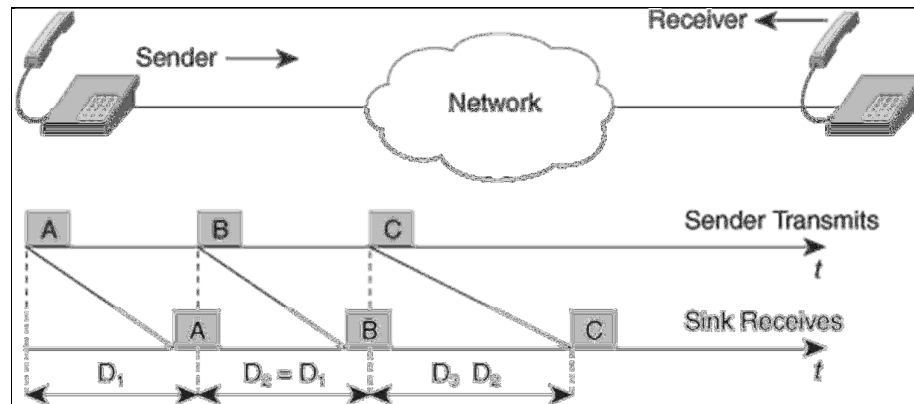 Receiver
Sender
Network
A B C
Sender Transmits
t
A B C
Sink Receives
t
D₁ D₂ = D₁ D₃ D₂